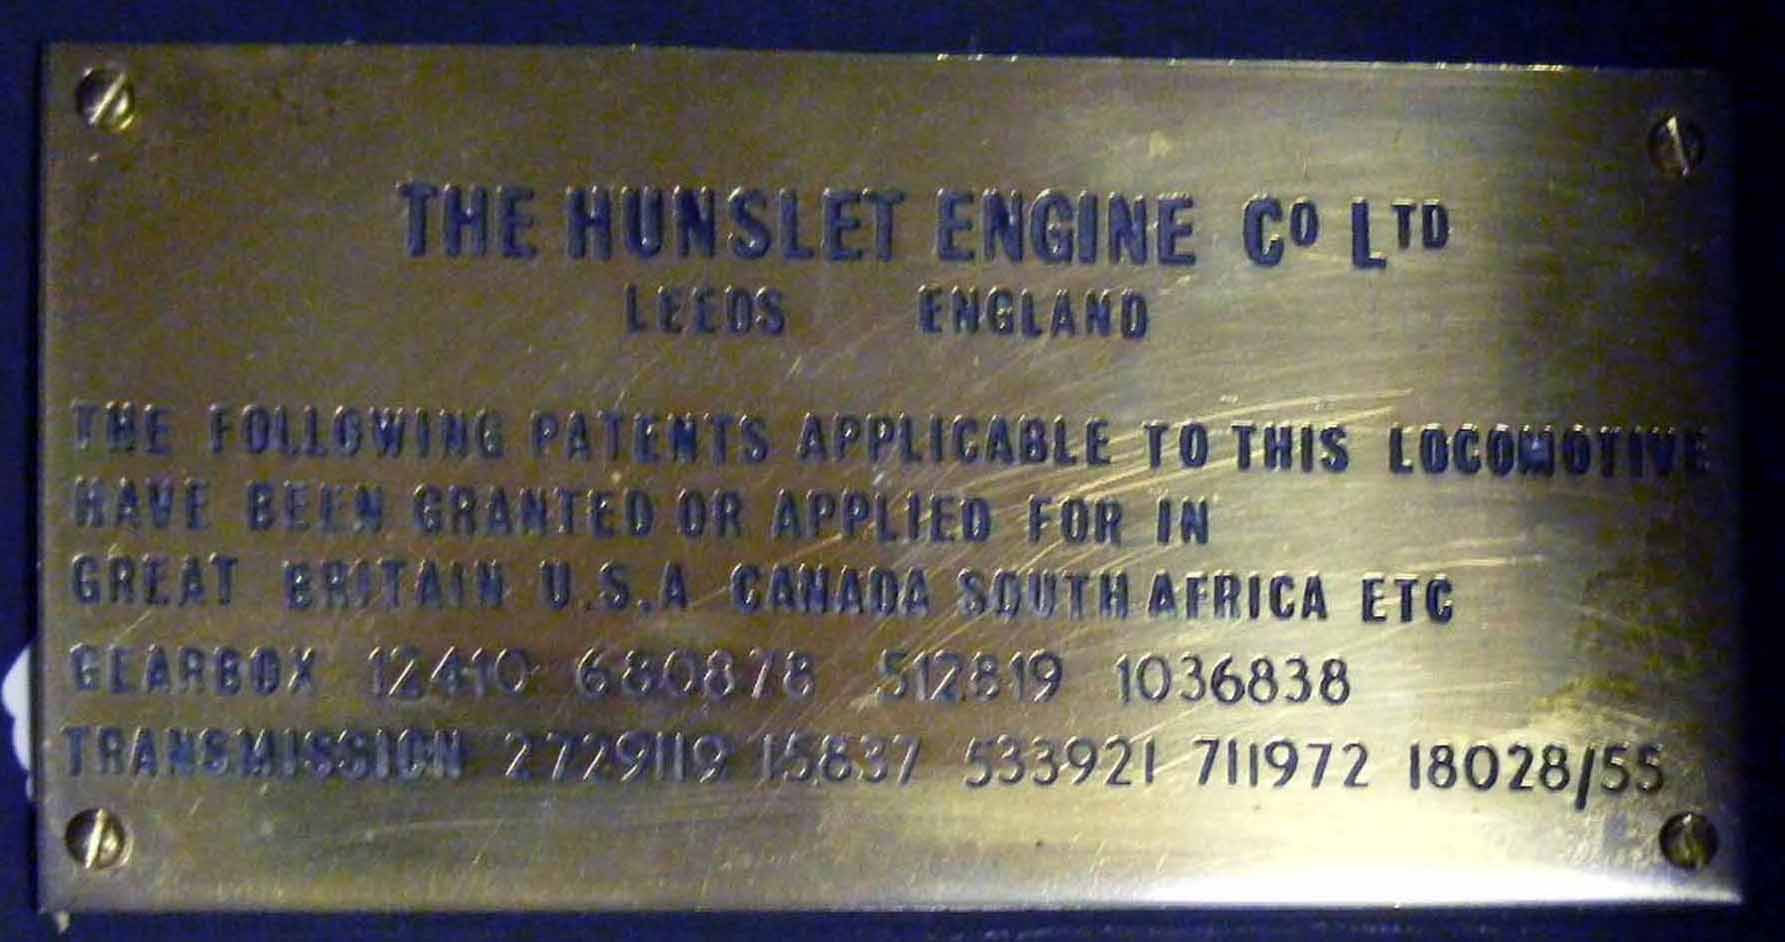 THE HUNSLET ENGINE CO LTD
LEEDS ENGLAND
THE FOLLOWING PATENTS APPLICABLE TO THIS LOCOMOTIVE
HAVE BEEN GRANTED OR APPLIED FOR IN
GREAT BRITAIN U.S.A CANADA SOUTH AFRICA ETC
GEARBOX 12410 680878 512819 1036838
TRANSMISSION 2729119 15837 533921 711972 18028/55